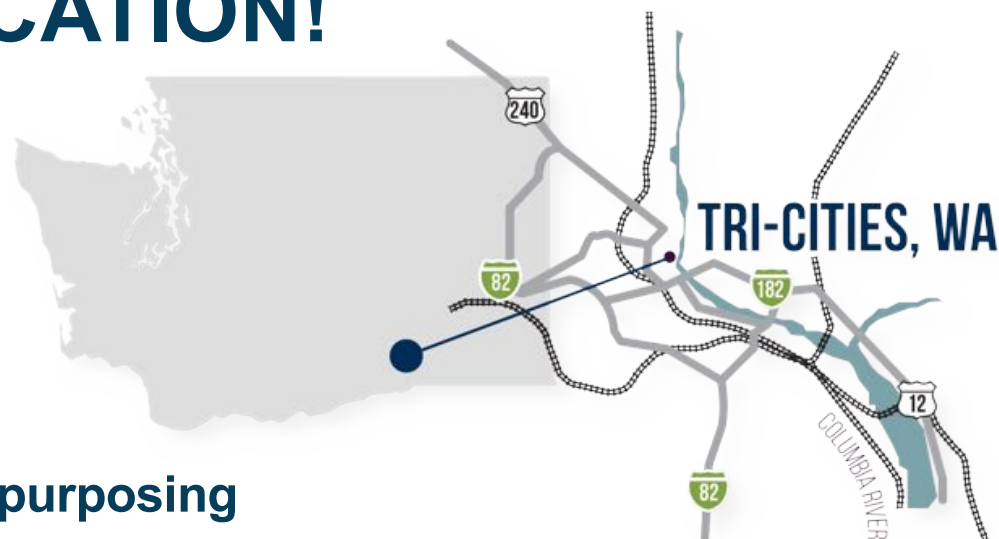 CATION!
240
TRI-CITIES, WA
82
182
12
COLUMBIA RIVER
purposing
82